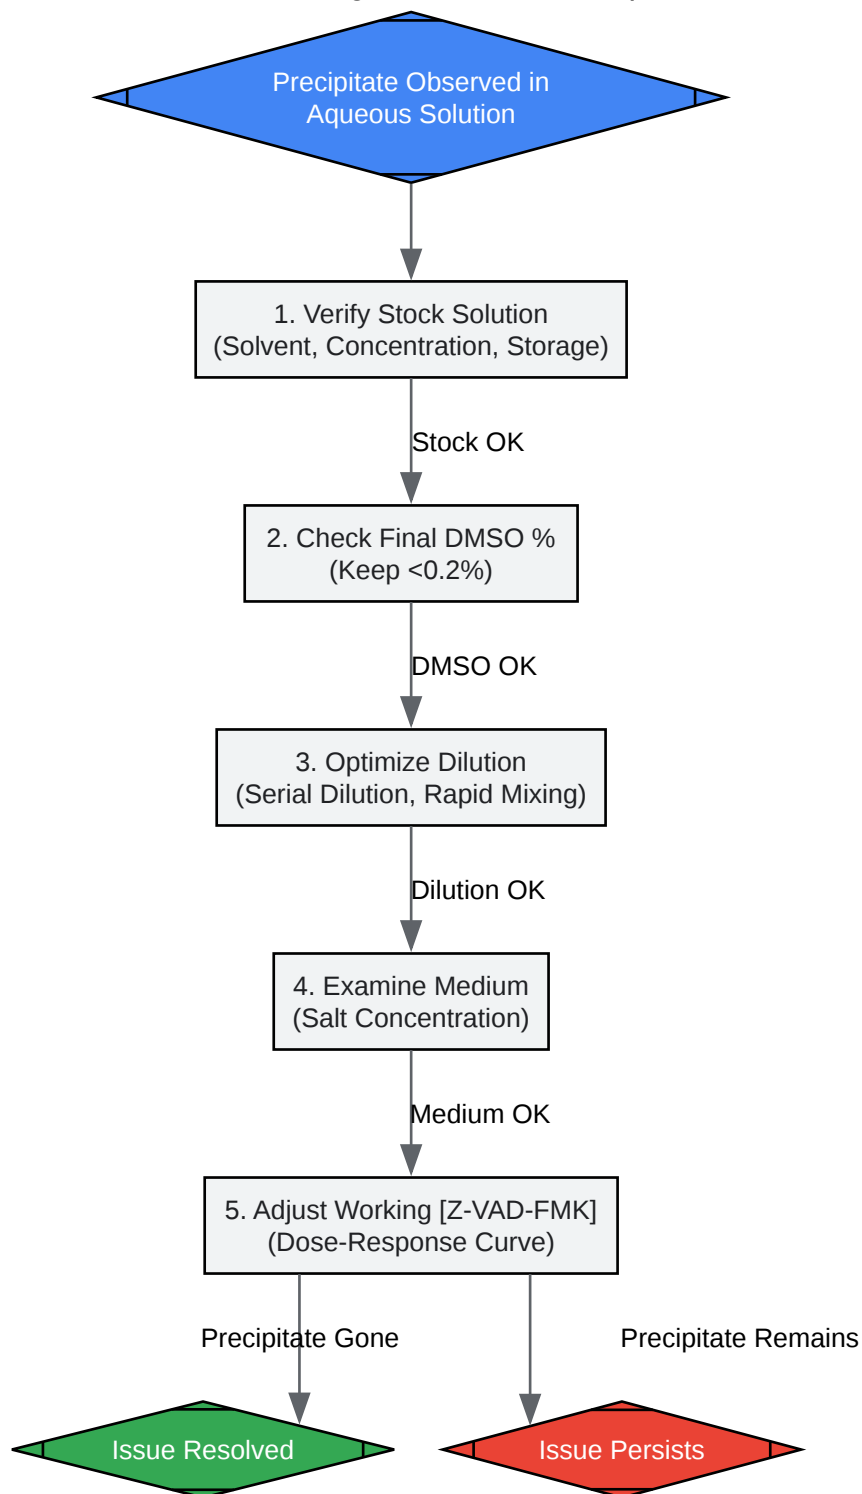 Precipitate Observed in
Aqueous Solution
1. Verify Stock Solution
(Solvent, Concentration, Storage)
Stock OK
2. Check Final DMSO %
(Keep <0.2%)
DMSO OK
3. Optimize Dilution
(Serial Dilution, Rapid Mixing)
Dilution OK
4. Examine Medium
(Salt Concentration)
Medium OK
5. Adjust Working [Z-VAD-FMK]
(Dose-Response Curve)
Precipitate Gone
Precipitate Remains
Issue Resolved
Issue Persists